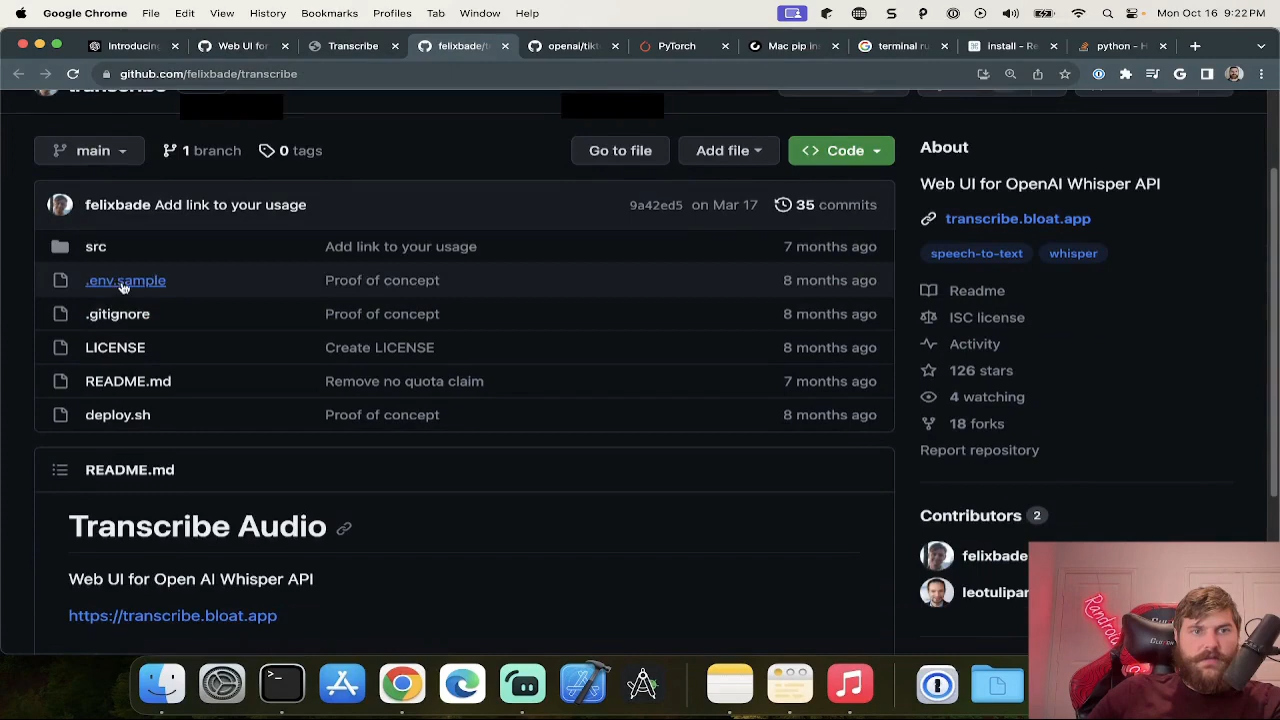 Chrome File Edit View History Bookmarks Profiles Tab Window Help Mon Oct 16 9:22 PM
Introducing Web UI for Transcribe felixbade/t openai/tikt PyTorch Mac pip ins terminal ru install - Re python - H
github.com/felixbade/transcribe
transcribe
main 1 branch 0 tags Go to file Add file <> Code
felixbade Add link to your usage 9a42ed5 on Mar 17 35 commits
src Add link to your usage 7 months ago
.env.sample Proof of concept 8 months ago
.gitignore Proof of concept 8 months ago
LICENSE Create LICENSE 8 months ago
README.md Remove no quota claim 7 months ago
deploy.sh Proof of concept 8 months ago
README.md
Transcribe Audio
Web UI for Open AI Whisper API
https://transcribe.bloat.app
About
Web UI for OpenAI Whisper API
transcribe.bloat.app
speech-to-text whisper
Readme
ISC license
Activity
126 stars
4 watching
18 forks
Report repository
Contributors 2
felixbade
leotulipan